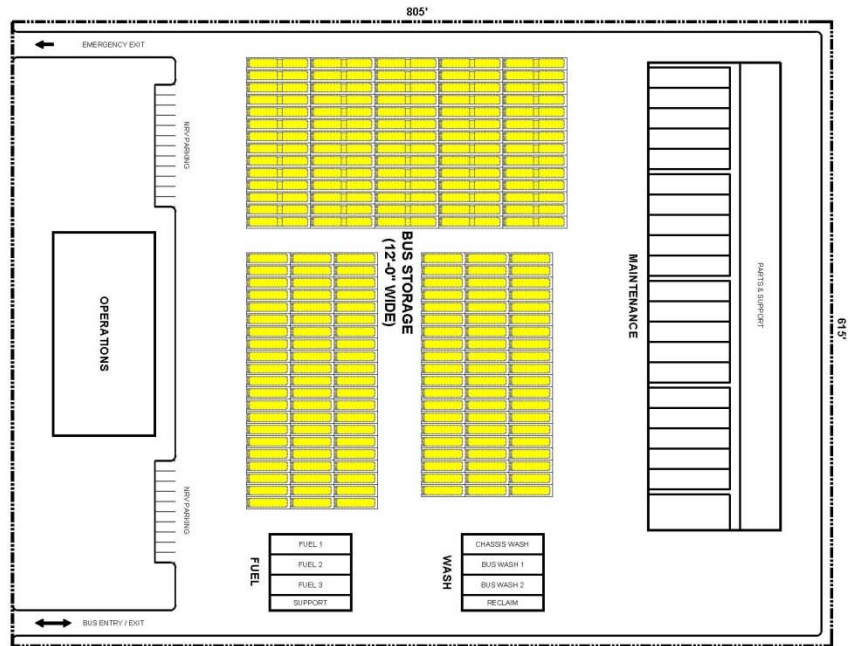 805'
EMERGENCY EXIT
NRV PARKING
BUS STORAGE
(12'-0" WIDE)
MAINTENANCE
PARTS & SUPPORT
OPERATIONS
615'
NRV PARKING
FUEL
FUEL 1
FUEL 2
FUEL 3
SUPPORT
WASH
CHASSIS WASH
BUS WASH 1
BUS WASH 2
RECLAIM
BUS ENTRY / EXIT